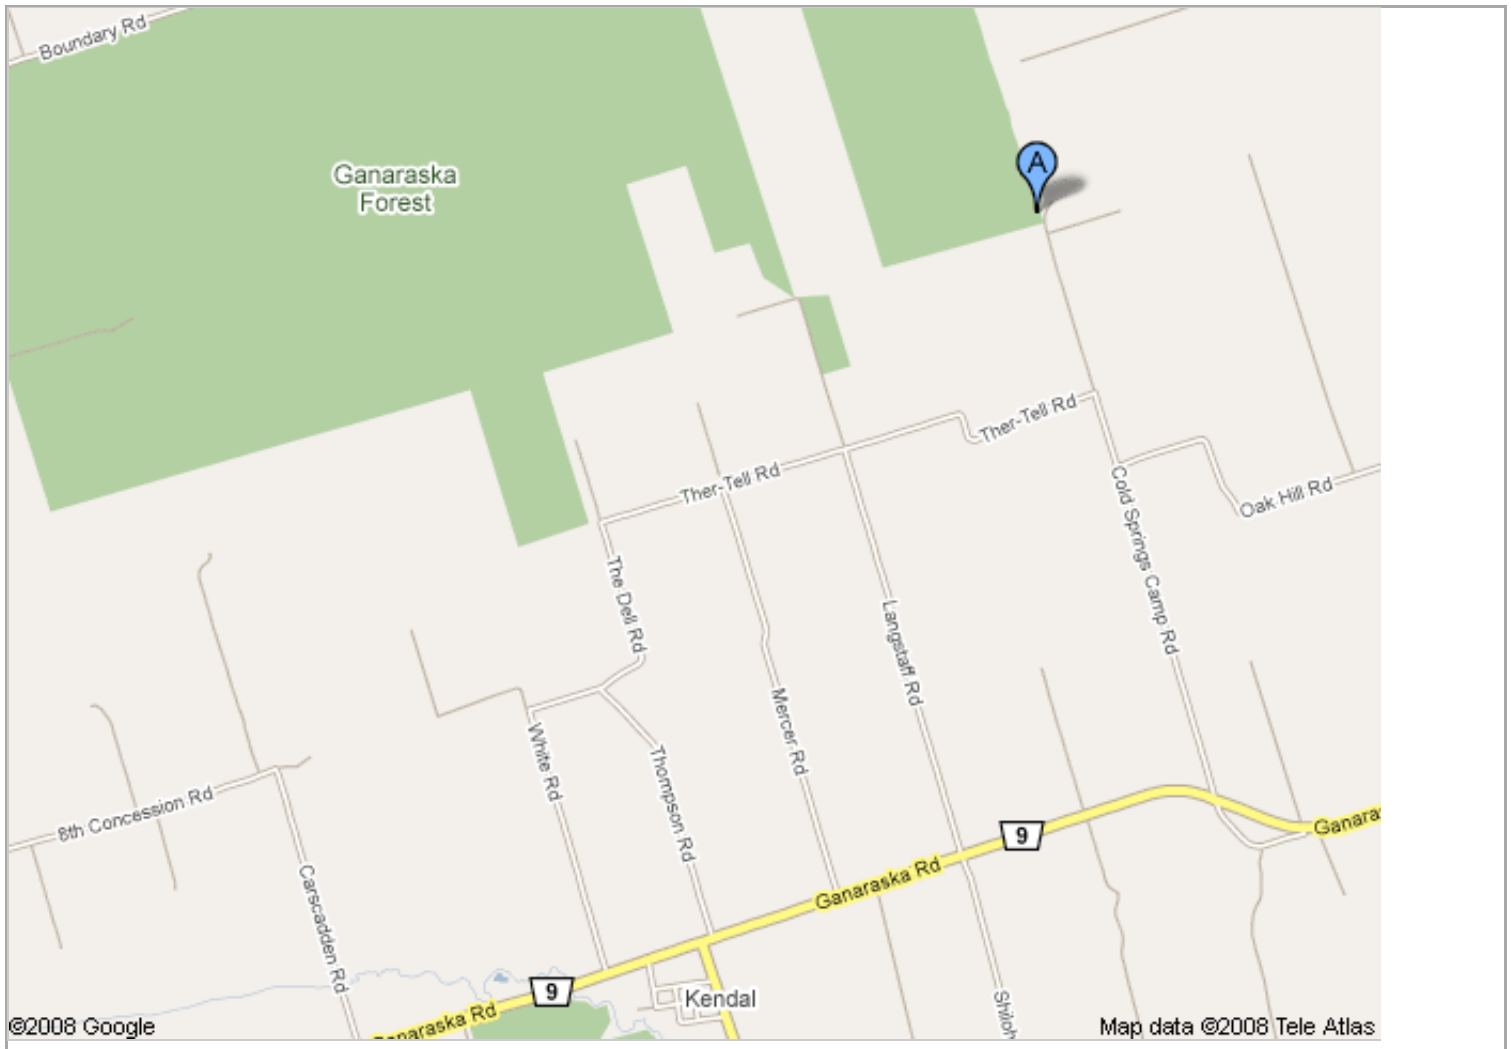 Boundary Rd
A
Ganaraska
Forest
Ther-Tell Rd
Ther-Tell Rd
Cold Springs Camp Rd
Oak Hill Rd
The Dell Rd
Langstaff Rd
Mercer Rd
White Rd
Thompson Rd
8th Concession Rd
9
Ganaras
Carscadden Rd
Ganaraska Rd
9
Kendal
Shiloh
Ganaraska Rd
©2008 Google
Map data ©2008 Tele Atlas